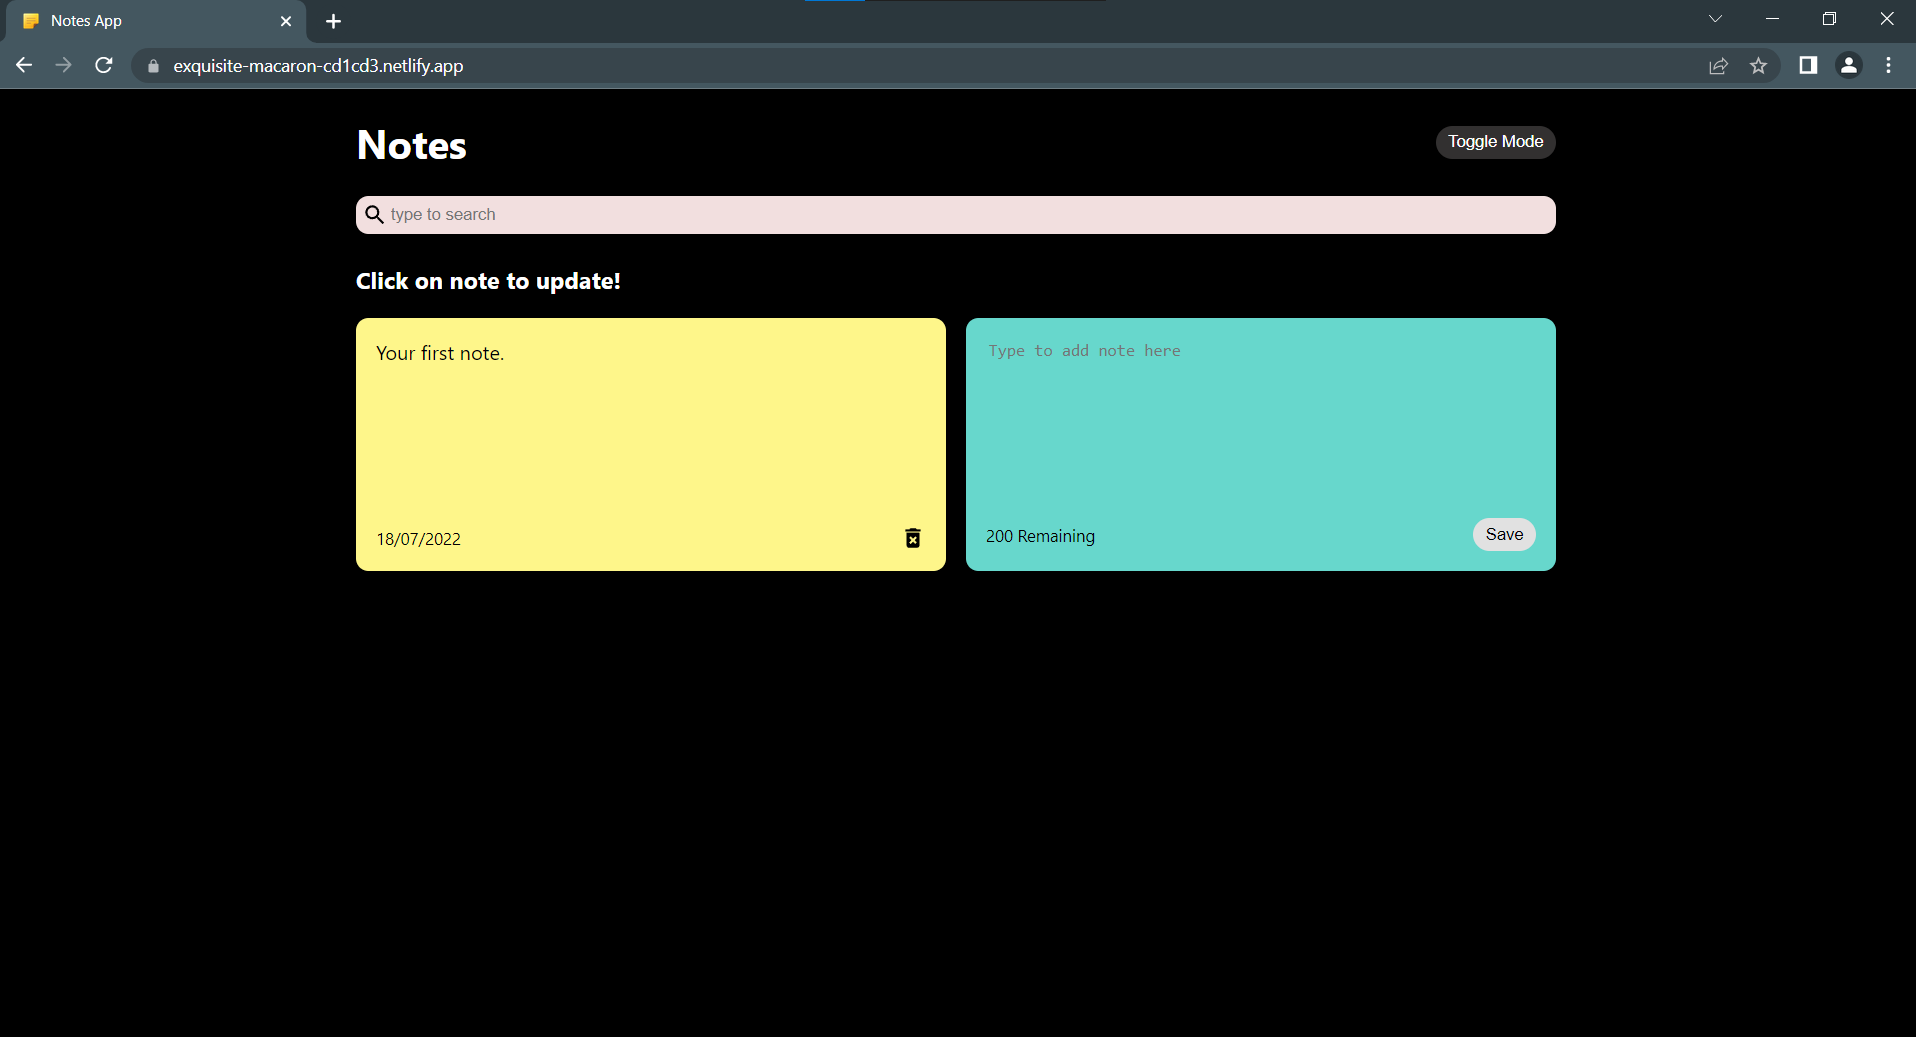 Notes App
exquisite-macaron-cd1cd3.netlify.app
Notes
Toggle Mode
type to search
Click on note to update!
Your first note.
18/07/2022
Type to add note here
200 Remaining
Save